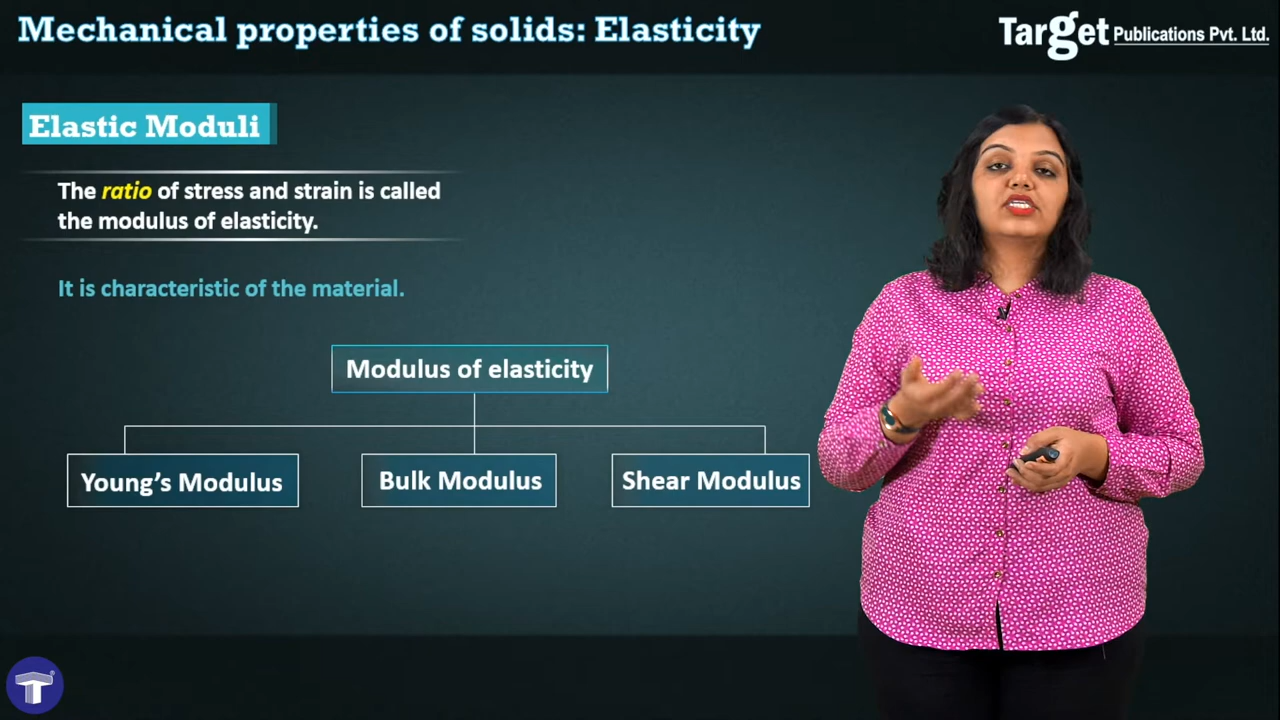 Mechanical properties of solids: Elasticity
Target Publications Pvt. Ltd.
Elastic Moduli
The ratio of stress and strain is called
the modulus of elasticity.
It is characteristic of the material.
Modulus of elasticity
Young's Modulus
Bulk Modulus
Shear Modulus
T